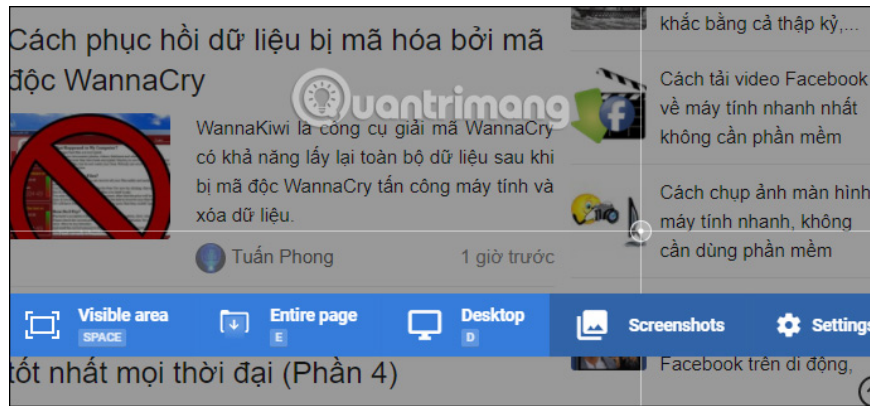 Cách phục hồi dữ liệu bị mã hóa bởi mã
độc WannaCry
WannaKiwi là công cụ giải mã WannaCry
có khả năng lấy lại toàn bộ dữ liệu sau khi
bị mã độc WannaCry tấn công máy tính và
xóa dữ liệu.
Tuấn Phong
1 giờ trước
Quantrimang
khác bằng cả thập kỷ,...
Cách tải video Facebook
về máy tính nhanh nhất
không cần phần mềm
Cách chụp ảnh màn hình
máy tính nhanh, không
cần dùng phần mềm
Visible area
SPACE
Entire page
E
Desktop
D
Screenshots
Settings
tốt nhất mọi thời đại (Phần 4)
Facebook trên di động,